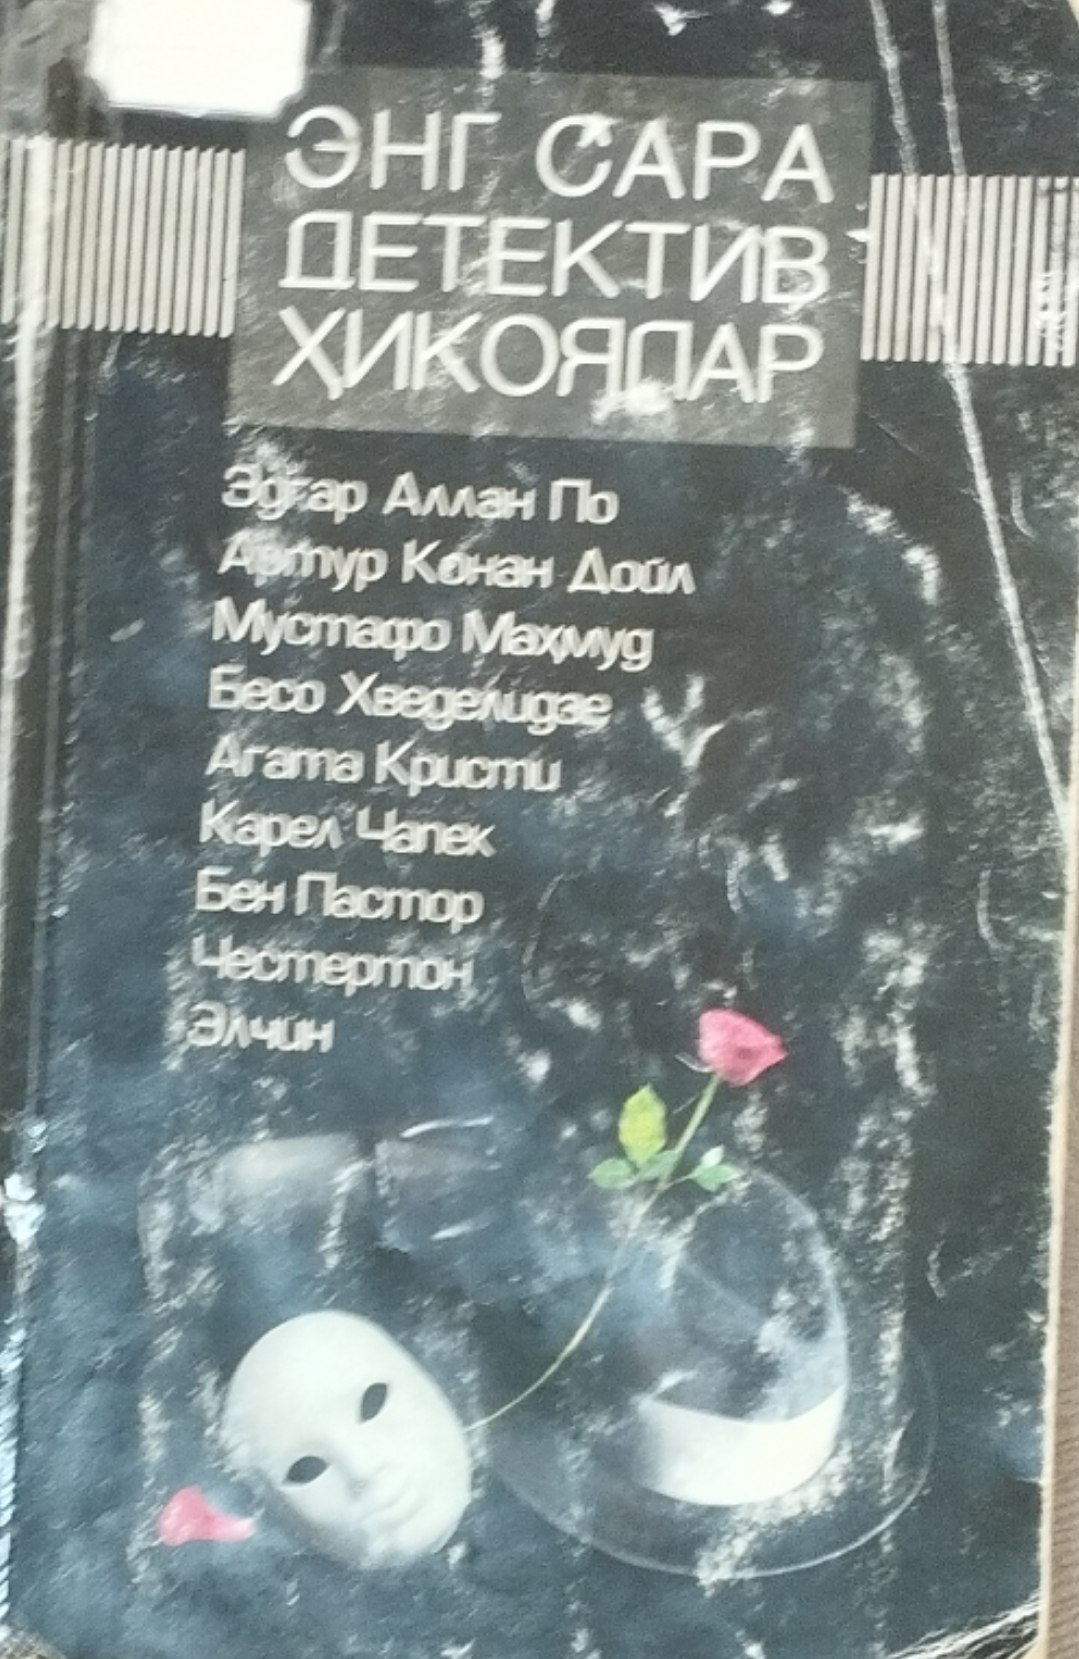 ЭНГ САРА
ДЕТЕКТИВ
ҲИКОЯЛАР
Эдгар Аллан По
Артур Конан Дойл
Мустафо Маҳмуд
Бесо Хведелидзе
Агата Кристи
Карел Чапек
Бен Пастор
Честертон
Элчин